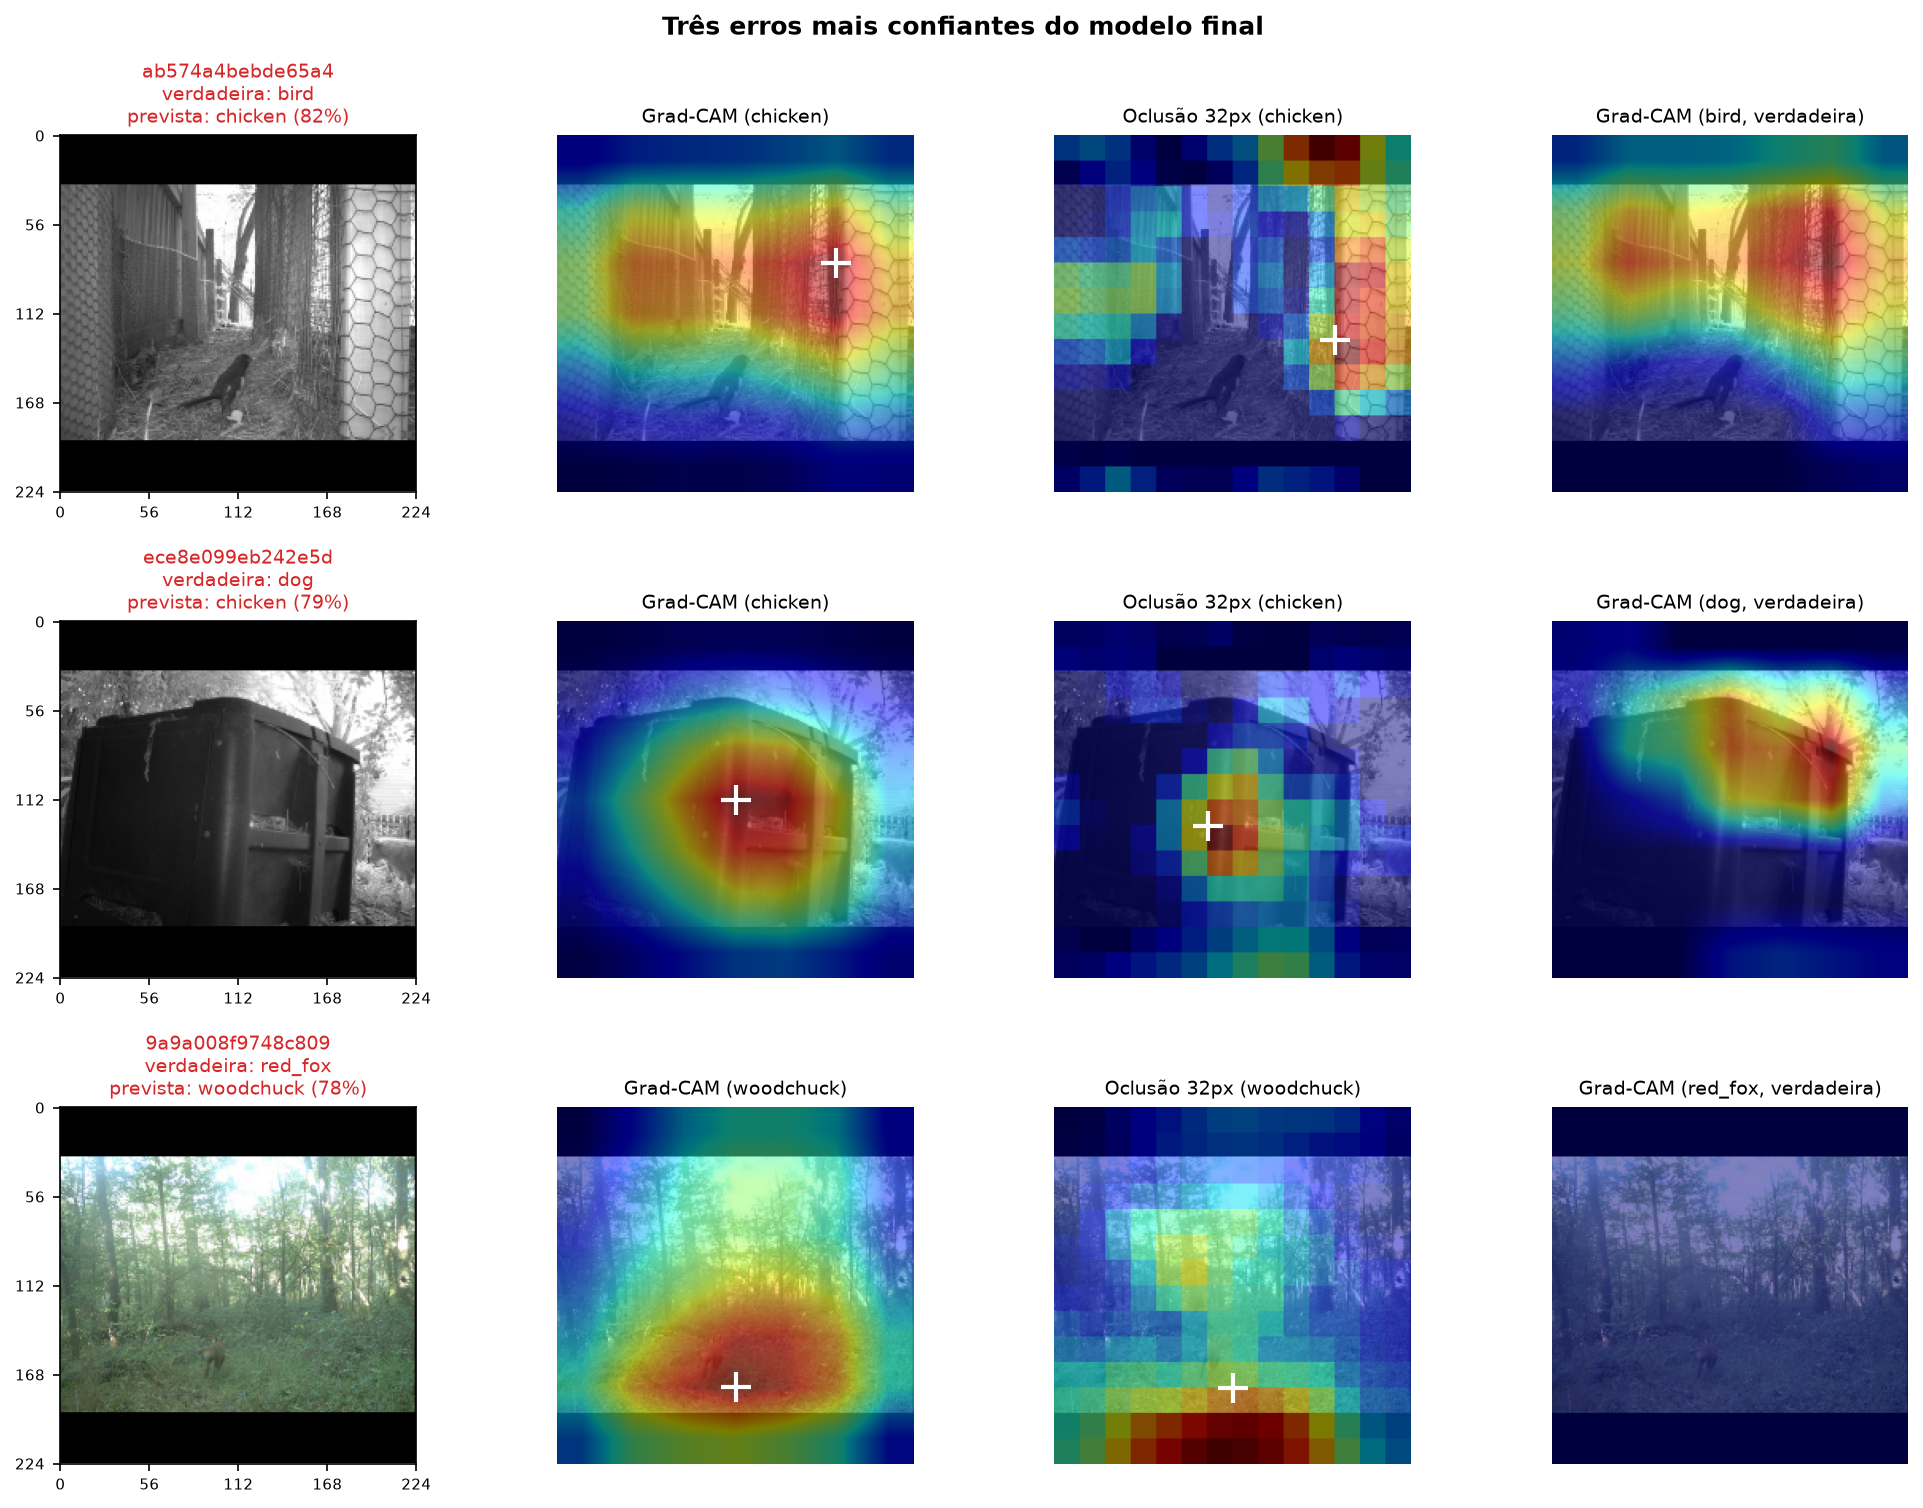 Três erros mais confiantes do modelo final
ab574a4bebde65a4
verdadeira: bird
prevista: chicken (82%)
Grad-CAM (chicken)
Oclusão 32px (chicken)
Grad-CAM (bird, verdadeira)
0
56
112
168
224
0 56 112 168 224
ece8e099eb242e5d
verdadeira: dog
prevista: chicken (79%)
Grad-CAM (chicken)
Oclusão 32px (chicken)
Grad-CAM (dog, verdadeira)
0
56
112
168
224
0 56 112 168 224
9a9a008f9748c809
verdadeira: red_fox
prevista: woodchuck (78%)
Grad-CAM (woodchuck)
Oclusão 32px (woodchuck)
Grad-CAM (red_fox, verdadeira)
0
56
112
168
224
0 56 112 168 224